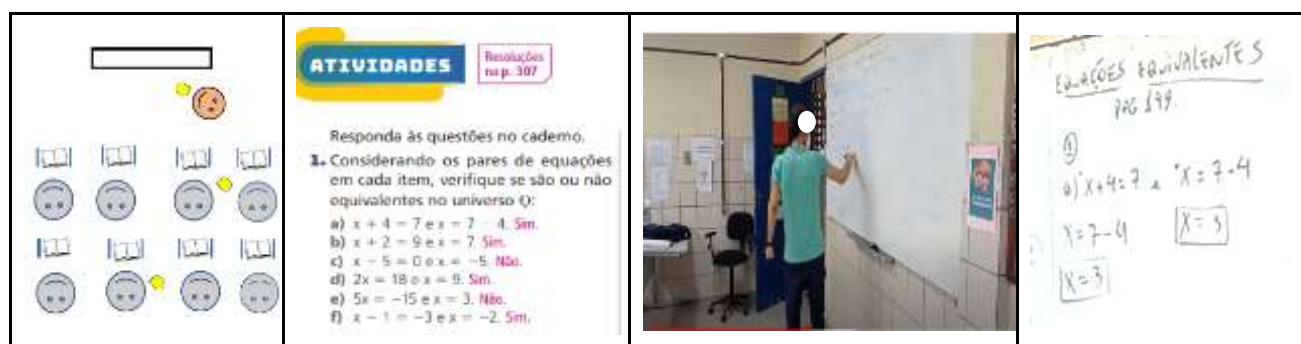 ATIVIDADES
Resoluções
na p. 307
Responda às questões no caderno.
1. Considerando os pares de equações
em cada item, verifique se são ou não
equivalentes no universo Q:
a) x + 4 = 7 e x = 7 - 4. Sim.
b) x + 2 = 9 e x = 7. Sim.
c) x - 5 = 0 e x = -5. Não.
d) 2x = 18 e x = 9. Sim.
e) 5x = -15 e x = 3. Não.
f) x - 1 = -3 e x = -2. Sim.
EQUAÇÕES EQUIVALENTES
PAG 199.
1
a) x+4=7 e x=7-4
x=7-4
x=3
x=3